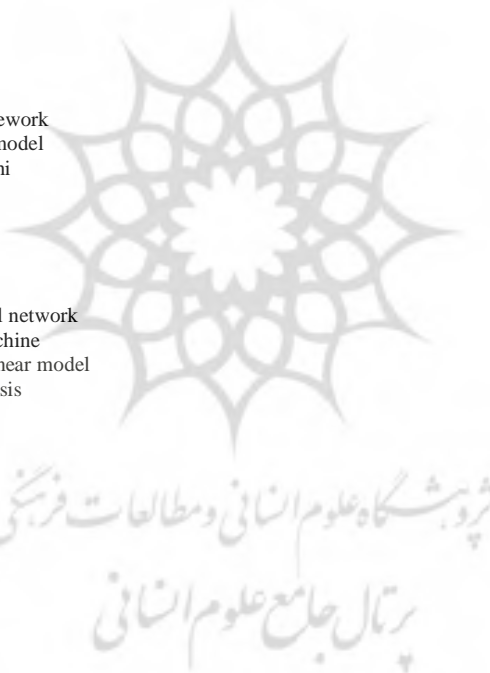 ework
model
ni
l network
chine
near model
sis
پژوهشگاه علوم انسانی و مطالعات فرهنگی
پرتال جامع علوم انسانی